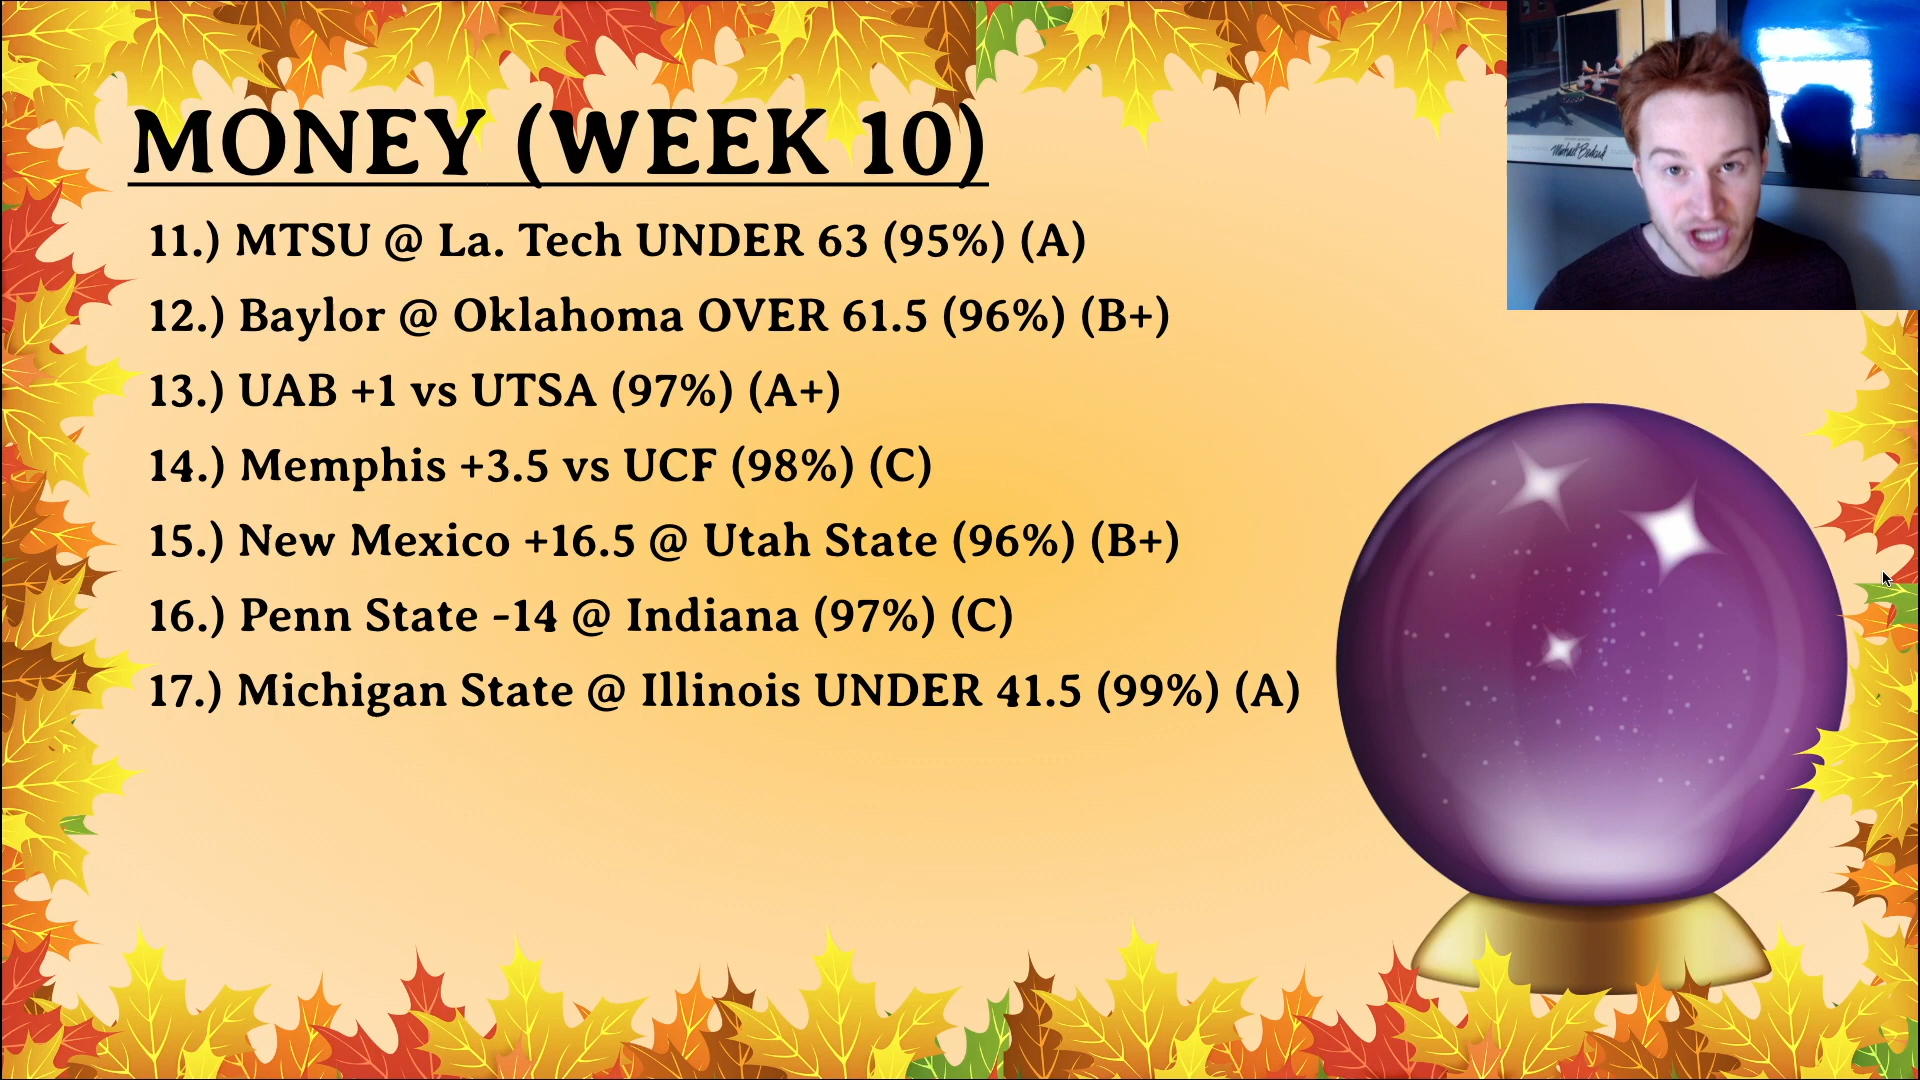 MONEY (WEEK 10)
11.) MTSU @ La. Tech UNDER 63 (95%) (A)
12.) Baylor @ Oklahoma OVER 61.5 (96%) (B+)
13.) UAB +1 vs UTSA (97%) (A+)
14.) Memphis +3.5 vs UCF (98%) (C)
15.) New Mexico +16.5 @ Utah State (96%) (B+)
16.) Penn State -14 @ Indiana (97%) (C)
17.) Michigan State @ Illinois UNDER 41.5 (99%) (A)